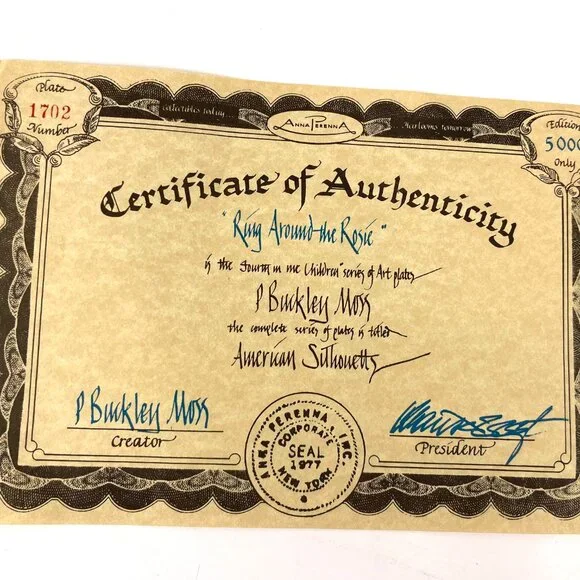 Plate
1702
Number
collectibles today
ANNA PERENNA
heirlooms tomorrow
Edition
5000
Only
Certificate of Authenticity
"Ring Around the Rosie"
is the Fourth in the Children" series of Art plates
P Buckley Moss
the complete series of plates is titled
American Silhouettes
P Buckley Moss
Creator
ANNA PERENNA, INC.
CORPORATE
SEAL
1977
NEW YORK
President